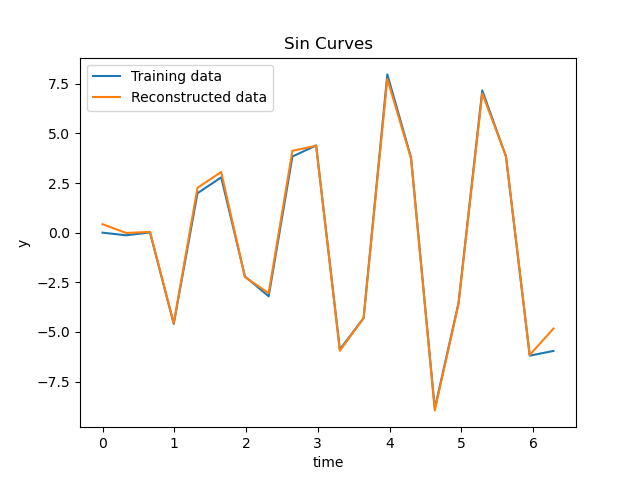 Sin Curves
Training data
Reconstructed data
7.5
5.0
2.5
0.0
−2.5
−5.0
−7.5
y
0 1 2 3 4 5 6
time